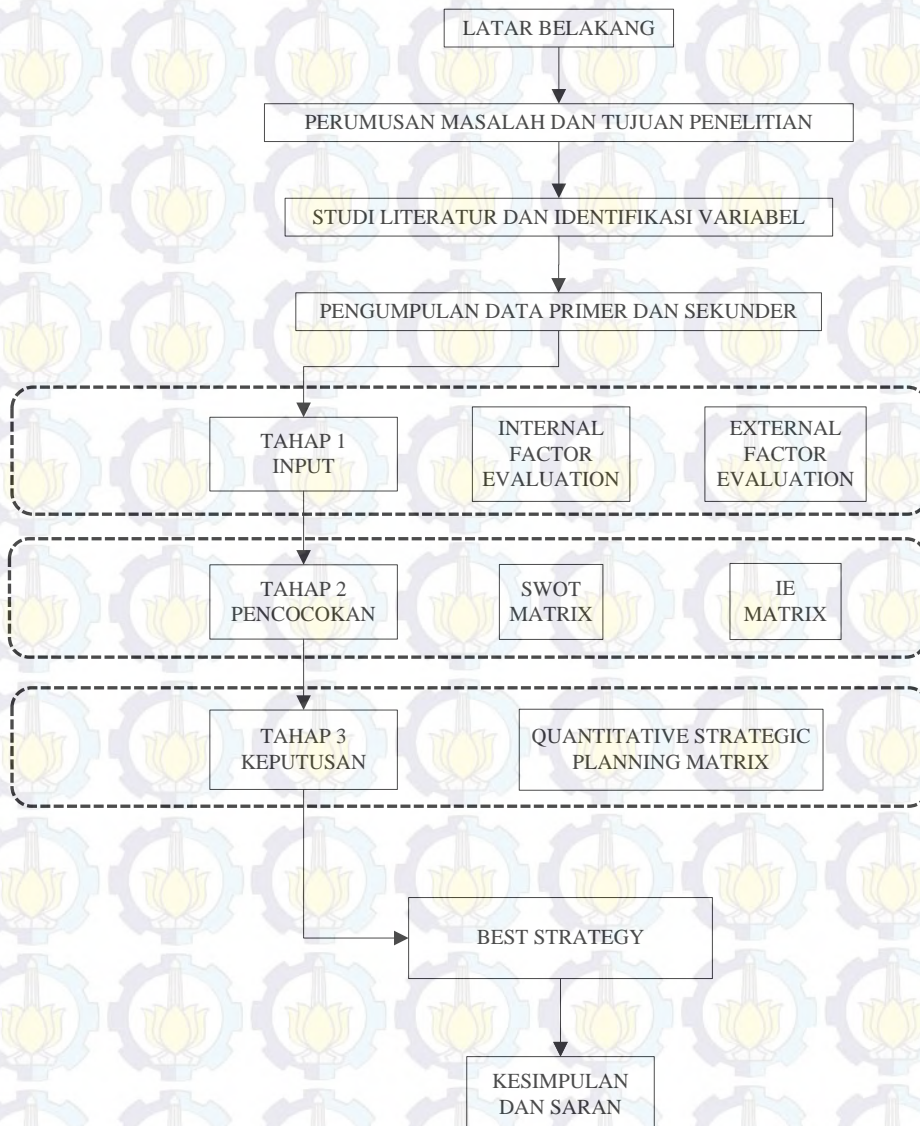 LATAR BELAKANG
PERUMUSAN MASALAH DAN TUJUAN PENELITIAN
STUDI LITERATUR DAN IDENTIFIKASI VARIABEL
PENGUMPULAN DATA PRIMER DAN SEKUNDER
TAHAP 1
INPUT
INTERNAL
FACTOR
EVALUATION
EXTERNAL
FACTOR
EVALUATION
TAHAP 2
PENCOCOKAN
SWOT
MATRIX
IE
MATRIX
TAHAP 3
KEPUTUSAN
QUANTITATIVE STRATEGIC
PLANNING MATRIX
BEST STRATEGY
KESIMPULAN
DAN SARAN